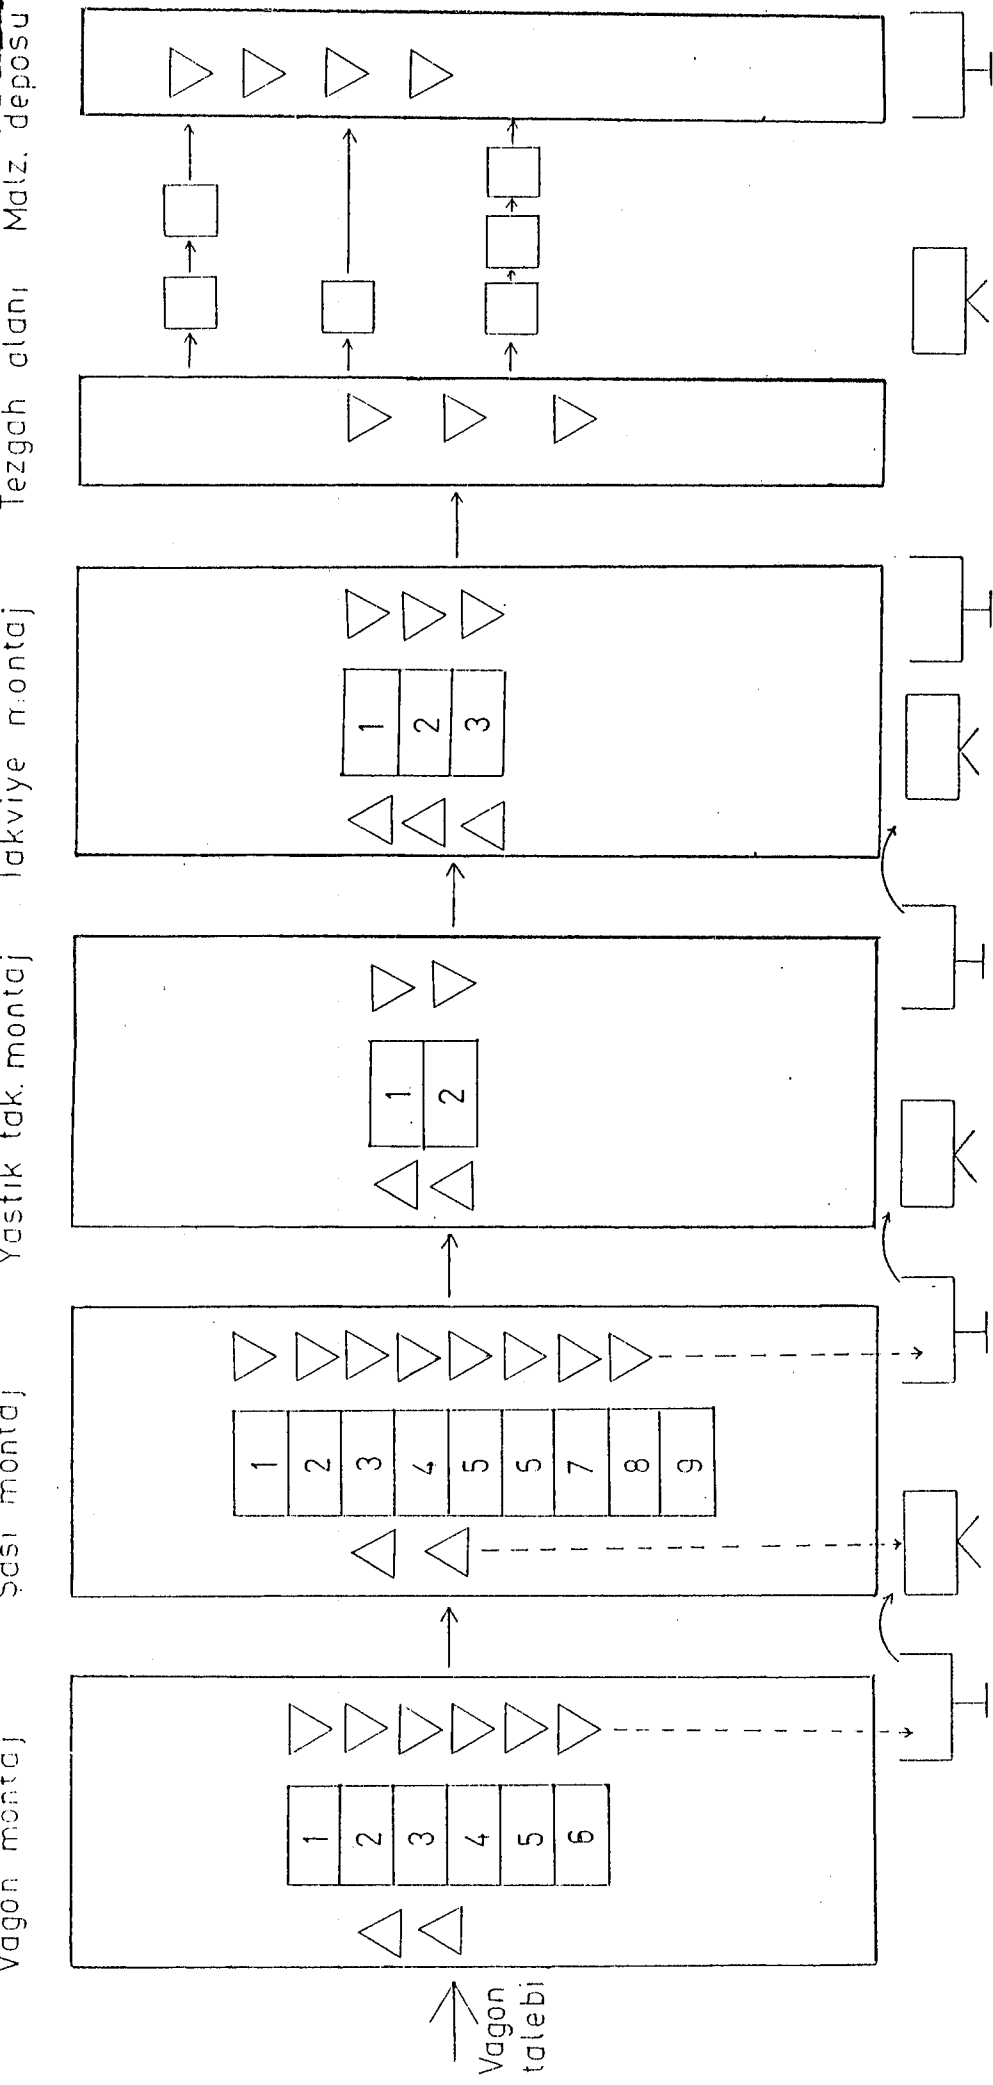 Vagon montaj
Şasi montaj
Yastık tak. montaj
Takviye montaj
Tezgah alanı
Malz. deposu
Vagon
talebi
1
2
3
4
5
6
1
2
3
4
5
5
7
8
9
1
2
1
2
3